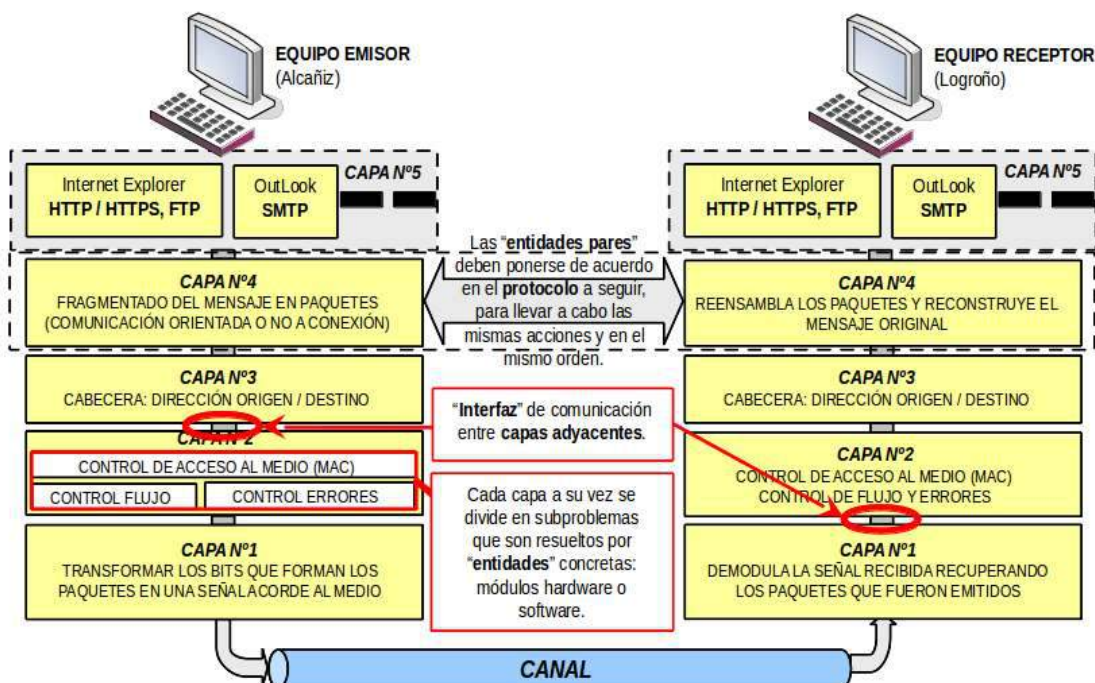 EQUIPO EMISOR
(Alcañiz)
Internet Explorer
HTTP / HTTPS, FTP
OutLook
SMTP
CAPA Nº5
CAPA Nº4
FRAGMENTADO DEL MENSAJE EN PAQUETES
(COMUNICACIÓN ORIENTADA O NO A CONEXIÓN)
CAPA Nº3
CABECERA: DIRECCIÓN ORIGEN / DESTINO
CAPA Nº2
CONTROL DE ACCESO AL MEDIO (MAC)
CONTROL FLUJO
CONTROL ERRORES
CAPA Nº1
TRANSFORMAR LOS BITS QUE FORMAN LOS
PAQUETES EN UNA SEÑAL ACORDE AL MEDIO
Las “entidades pares”
deben ponerse de acuerdo
en el protocolo a seguir,
para llevar a cabo las
mismas acciones y en el
mismo orden.
“Interfaz” de comunicación
entre capas adyacentes.
Cada capa a su vez se
divide en subproblemas
que son resueltos por
“entidades” concretas:
módulos hardware o
software.
EQUIPO RECEPTOR
(Logroño)
Internet Explorer
HTTP / HTTPS, FTP
OutLook
SMTP
CAPA Nº5
CAPA Nº4
REENSAMBLA LOS PAQUETES Y RECONSTRUYE EL
MENSAJE ORIGINAL
CAPA Nº3
CABECERA: DIRECCIÓN ORIGEN / DESTINO
CAPA Nº2
CONTROL DE ACCESO AL MEDIO (MAC)
CONTROL DE FLUJO Y ERRORES
CAPA Nº1
DEMODULA LA SEÑAL RECIBIDA RECUPERANDO
LOS PAQUETES QUE FUERON EMITIDOS
CANAL